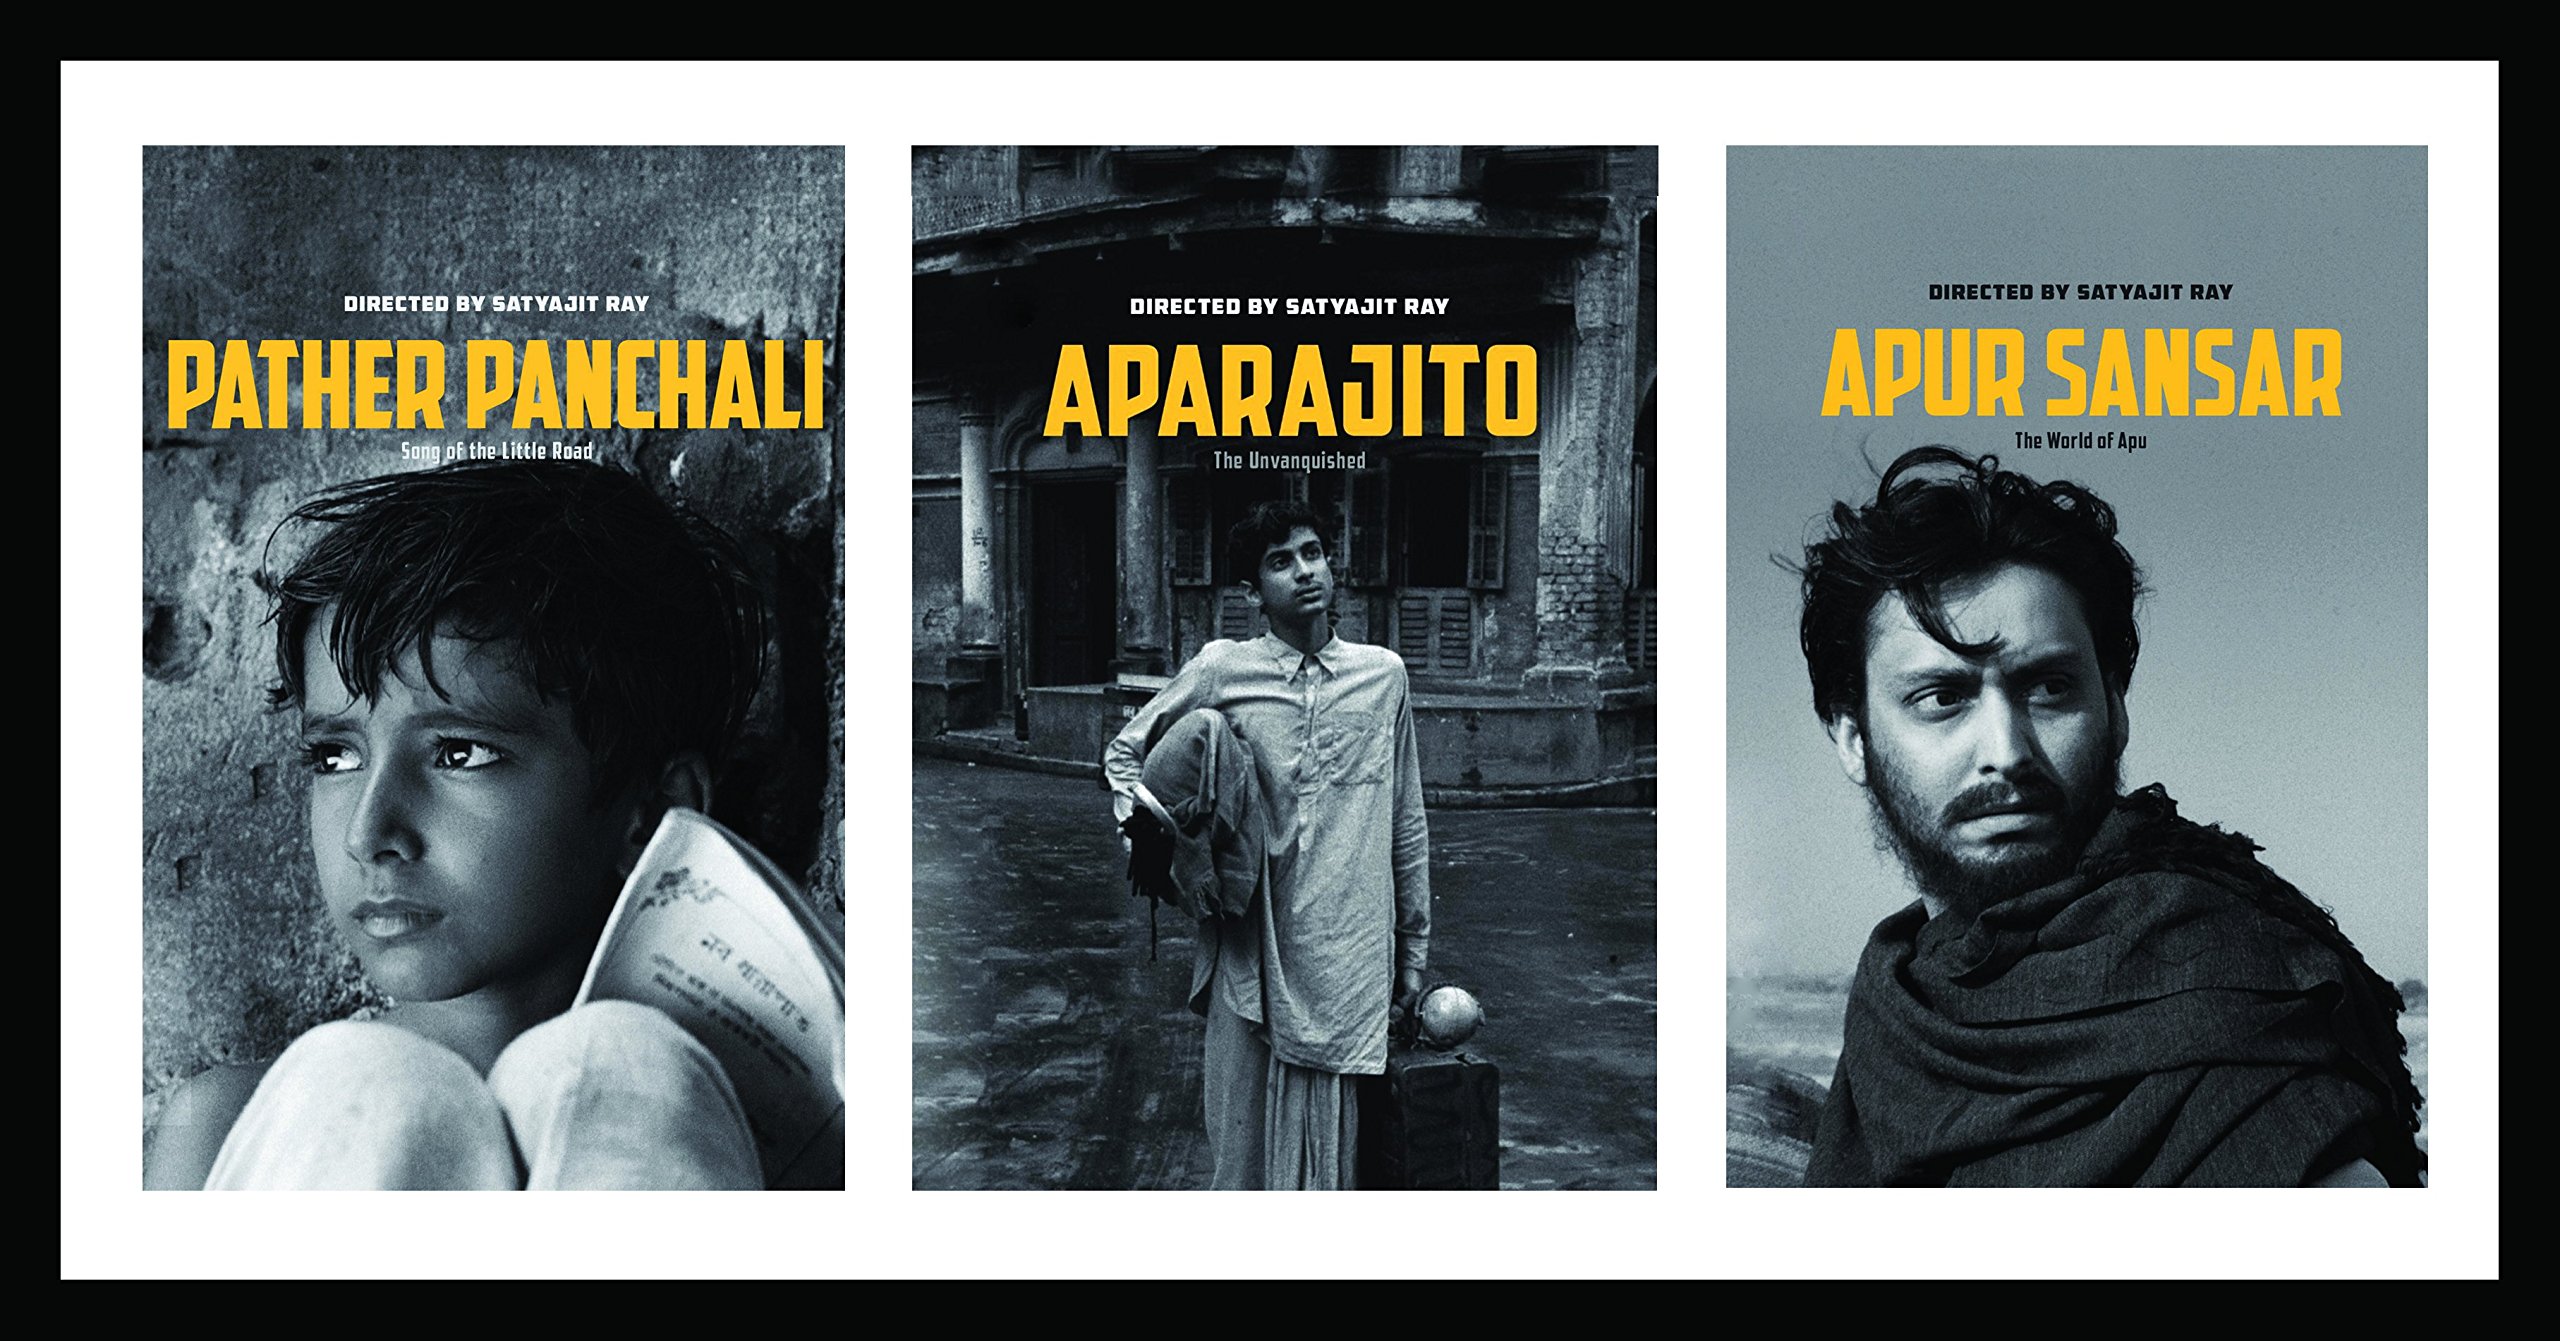 DIRECTED BY SATYAJIT RAY
PATHER PANCHALI
Song of the Little Road
DIRECTED BY SATYAJIT RAY
APARAJITO
The Unvanquished
DIRECTED BY SATYAJIT RAY
APUR SANSAR
The World of Apu